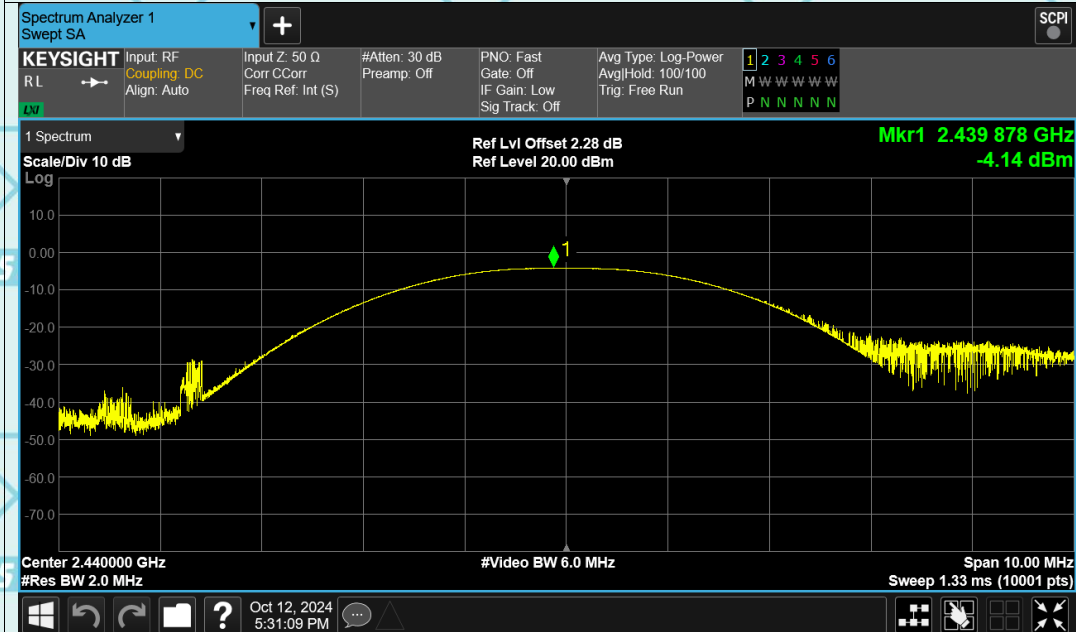 Spectrum Analyzer 1
Swept SA
+
SCPI
KEYSIGHT
R L
LXI
Input: RF
Coupling: DC
Align: Auto
Input Z: 50 Ω
Corr CCorr
Freq Ref: Int (S)
#Atten: 30 dB
Preamp: Off
PNO: Fast
Gate: Off
IF Gain: Low
Sig Track: Off
Avg Type: Log-Power
Avg|Hold: 100/100
Trig: Free Run
1 2 3 4 5 6
M W W W W W
P N N N N N
1 Spectrum
Scale/Div 10 dB
Log
Ref Lvl Offset 2.28 dB
Ref Level 20.00 dBm
Mkr1 2.439 878 GHz
-4.14 dBm
1
10.0
0.00
-10.0
-20.0
-30.0
-40.0
-50.0
-60.0
-70.0
Center 2.440000 GHz
#Res BW 2.0 MHz
#Video BW 6.0 MHz
Span 10.00 MHz
Sweep 1.33 ms (10001 pts)
?
Oct 12, 2024
5:31:09 PM